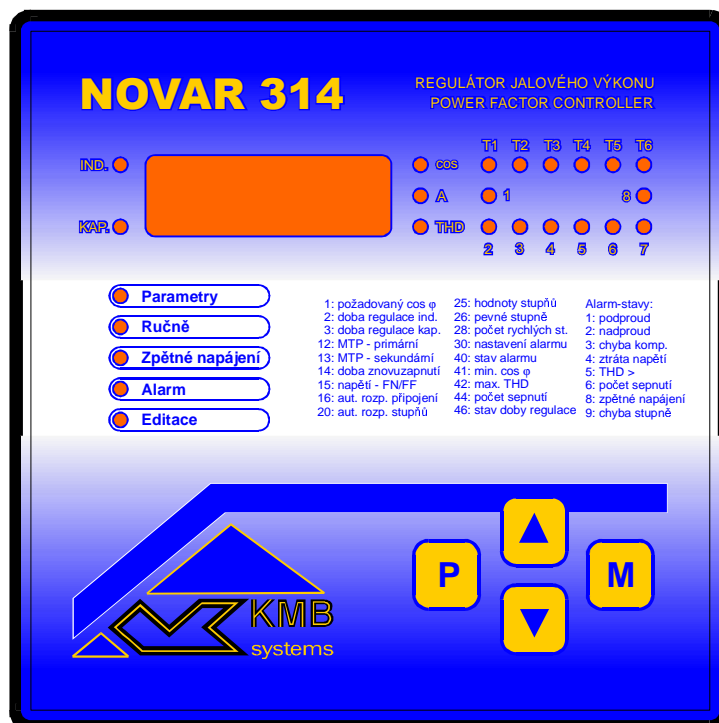 NOVAR 314
REGULÁTOR JALOVÉHO VÝKONU
POWER FACTOR CONTROLLER
T1 T2 T3 T4 T5 T6
IND. cos
A 1 8
KAP. THD
2 3 4 5 6 7
Parametry
Ručně
Zpětné napájení
Alarm
Editace
1: požadovaný cos φ
2: doba regulace ind.
3: doba regulace kap.
12: MTP - primární
13: MTP - sekundární
14: doba znovuzapnutí
15: napětí - FN/FF
16: aut. rozp. připojení
20: aut. rozp. stupňů
25: hodnoty stupňů
26: pevné stupně
28: počet rychlých st.
30: nastavení alarmu
40: stav alarmu
41: min. cos φ
42: max. THD
44: počet sepnutí
46: stav doby regulace
Alarm-stavy:
1: podproud
2: nadproud
3: chyba komp.
4: ztráta napětí
5: THD >
6: počet sepnutí
8: zpětné napájení
9: chyba stupně
P M
KMB
systems